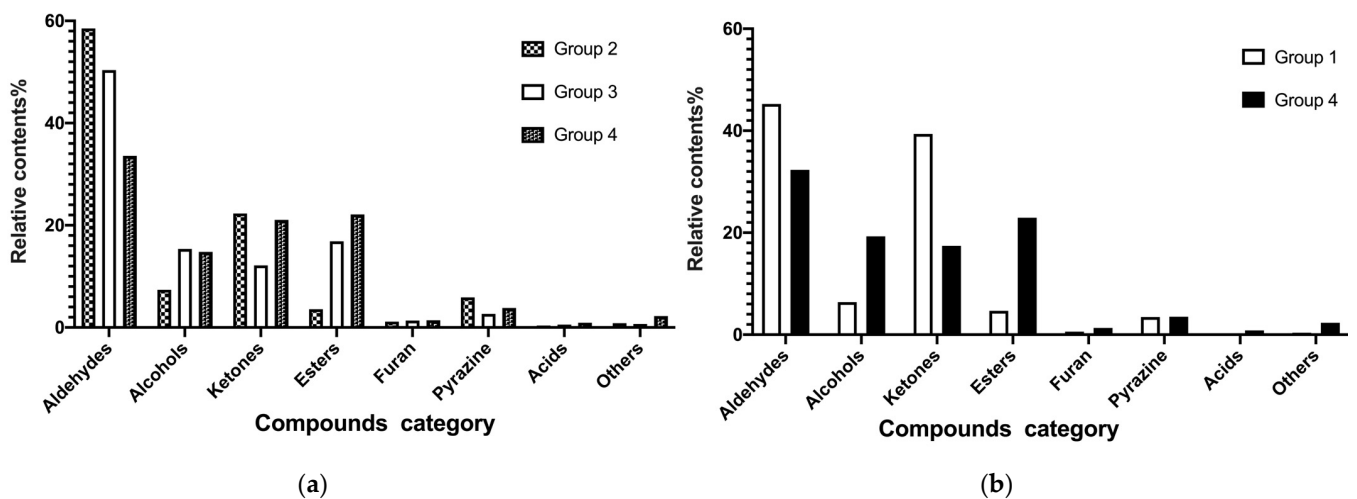 60
40
20
0
Relative contents%
Group 2
Group 3
Group 4
Aldehydes
Alcohols
Ketones
Esters
Furan
Pyrazine
Acids
Others
Compounds category
(a)
60
40
20
0
Relative contents%
Group 1
Group 4
Aldehydes
Alcohols
Ketones
Esters
Furan
Pyrazine
Acids
Others
Compounds category
(b)